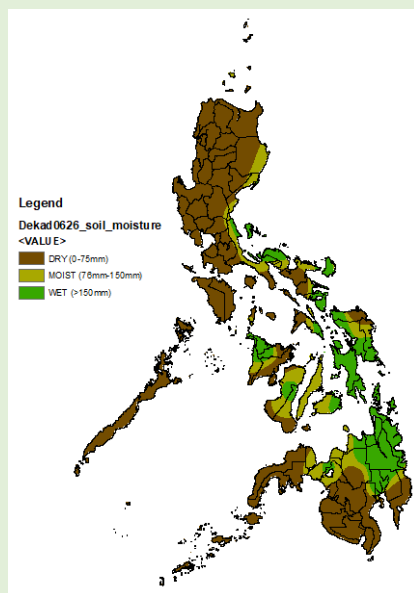 Legend
Dekad0626_soil_moisture
<VALUE>
DRY (0-75mm)
MOIST (76mm-150mm)
WET (>150mm)